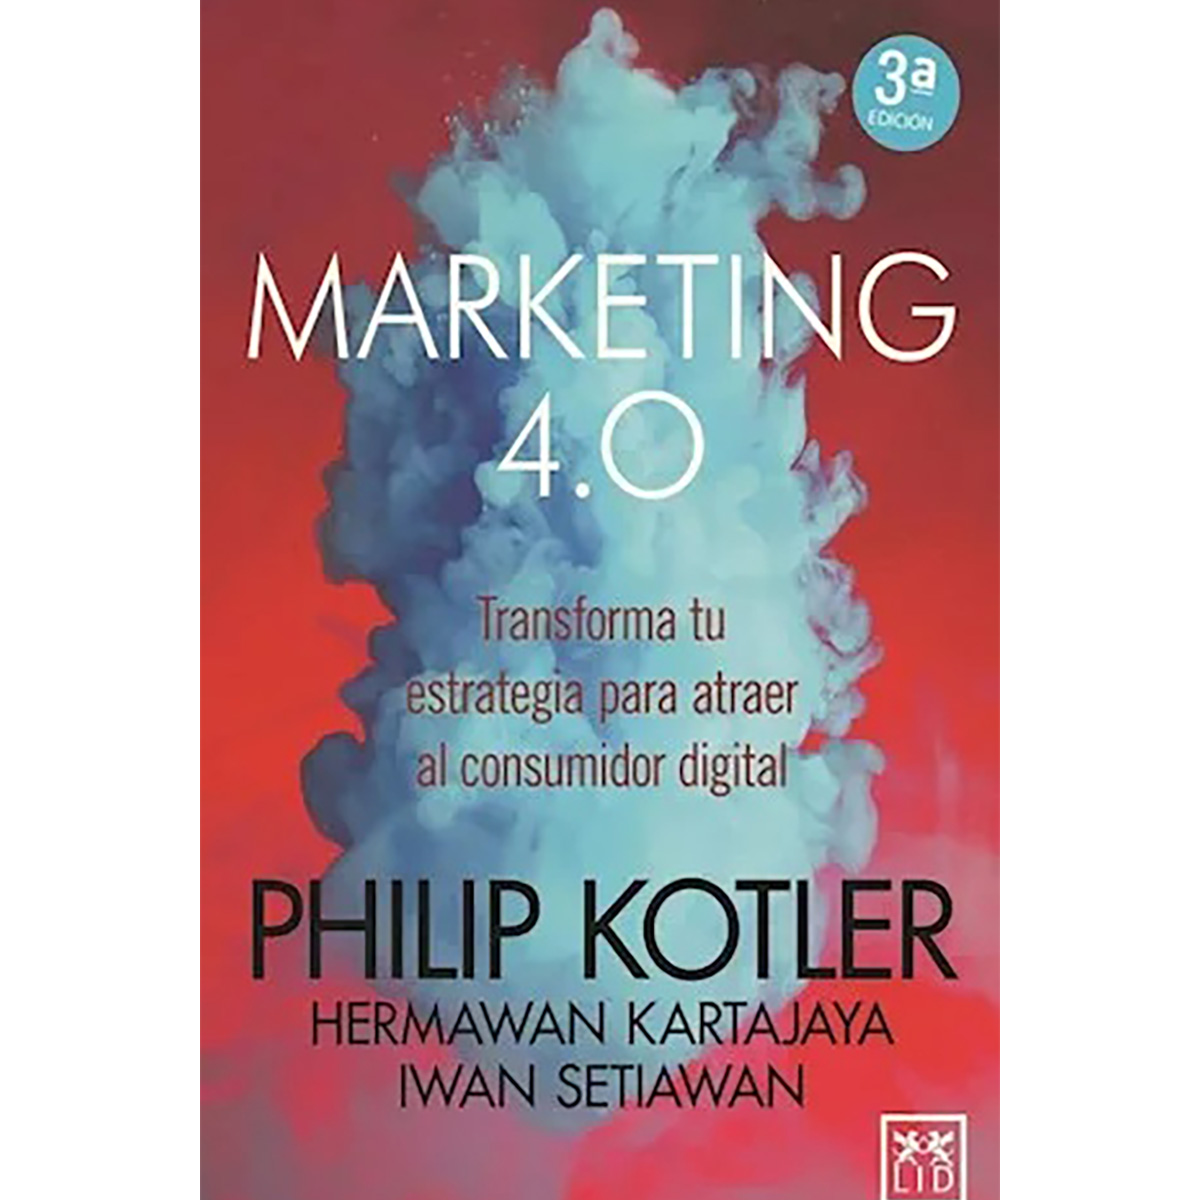 3ª
EDICIÓN
MARKETING
4.0
Transforma tu
estrategia para atraer
al consumidor digital
PHILIP KOTLER
HERMAWAN KARTAJAYA
IWAN SETIAWAN
LID